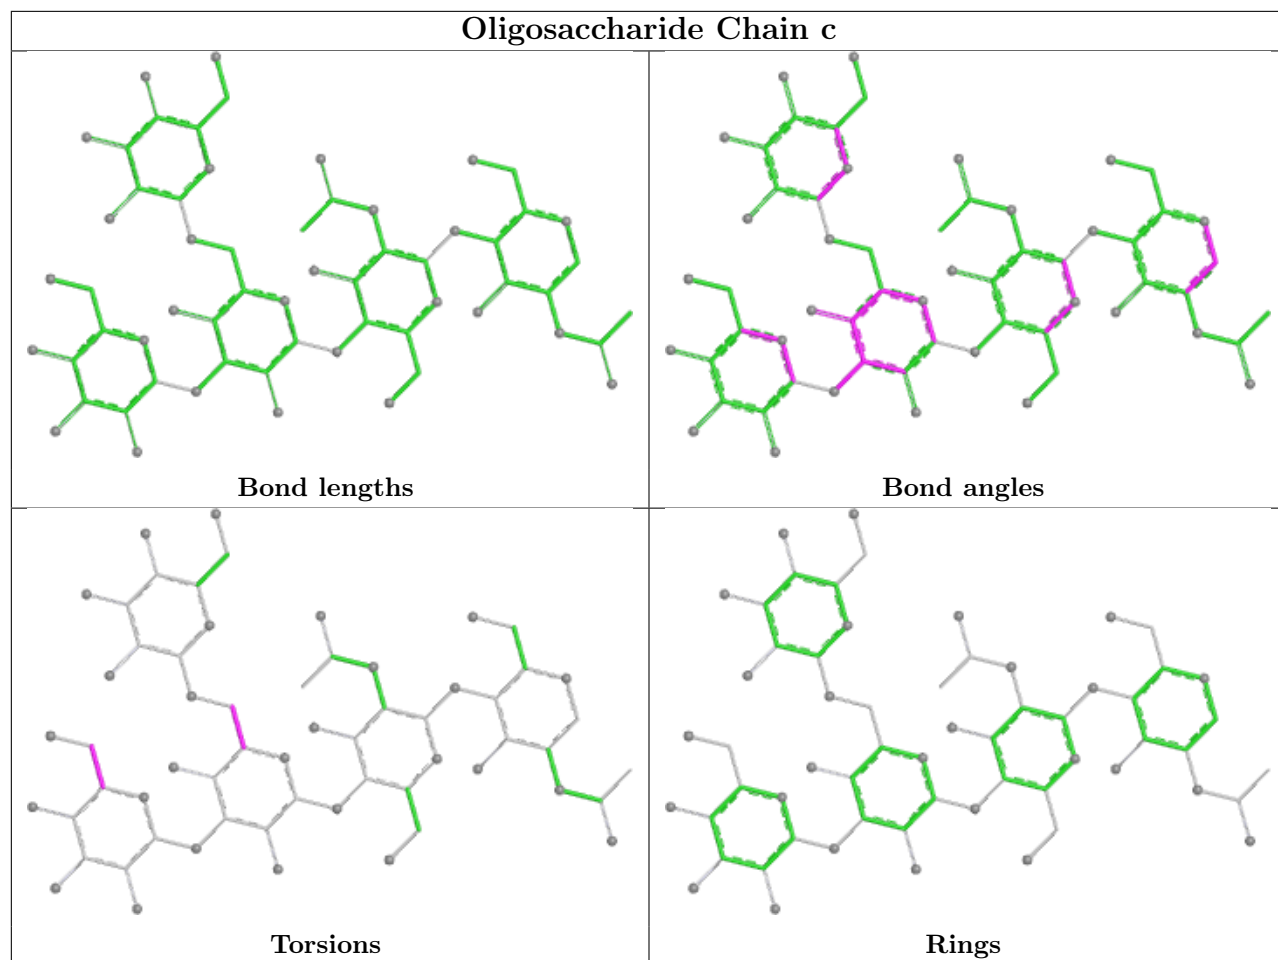 Oligosaccharide Chain c
Bond lengths
Bond angles
Torsions
Rings